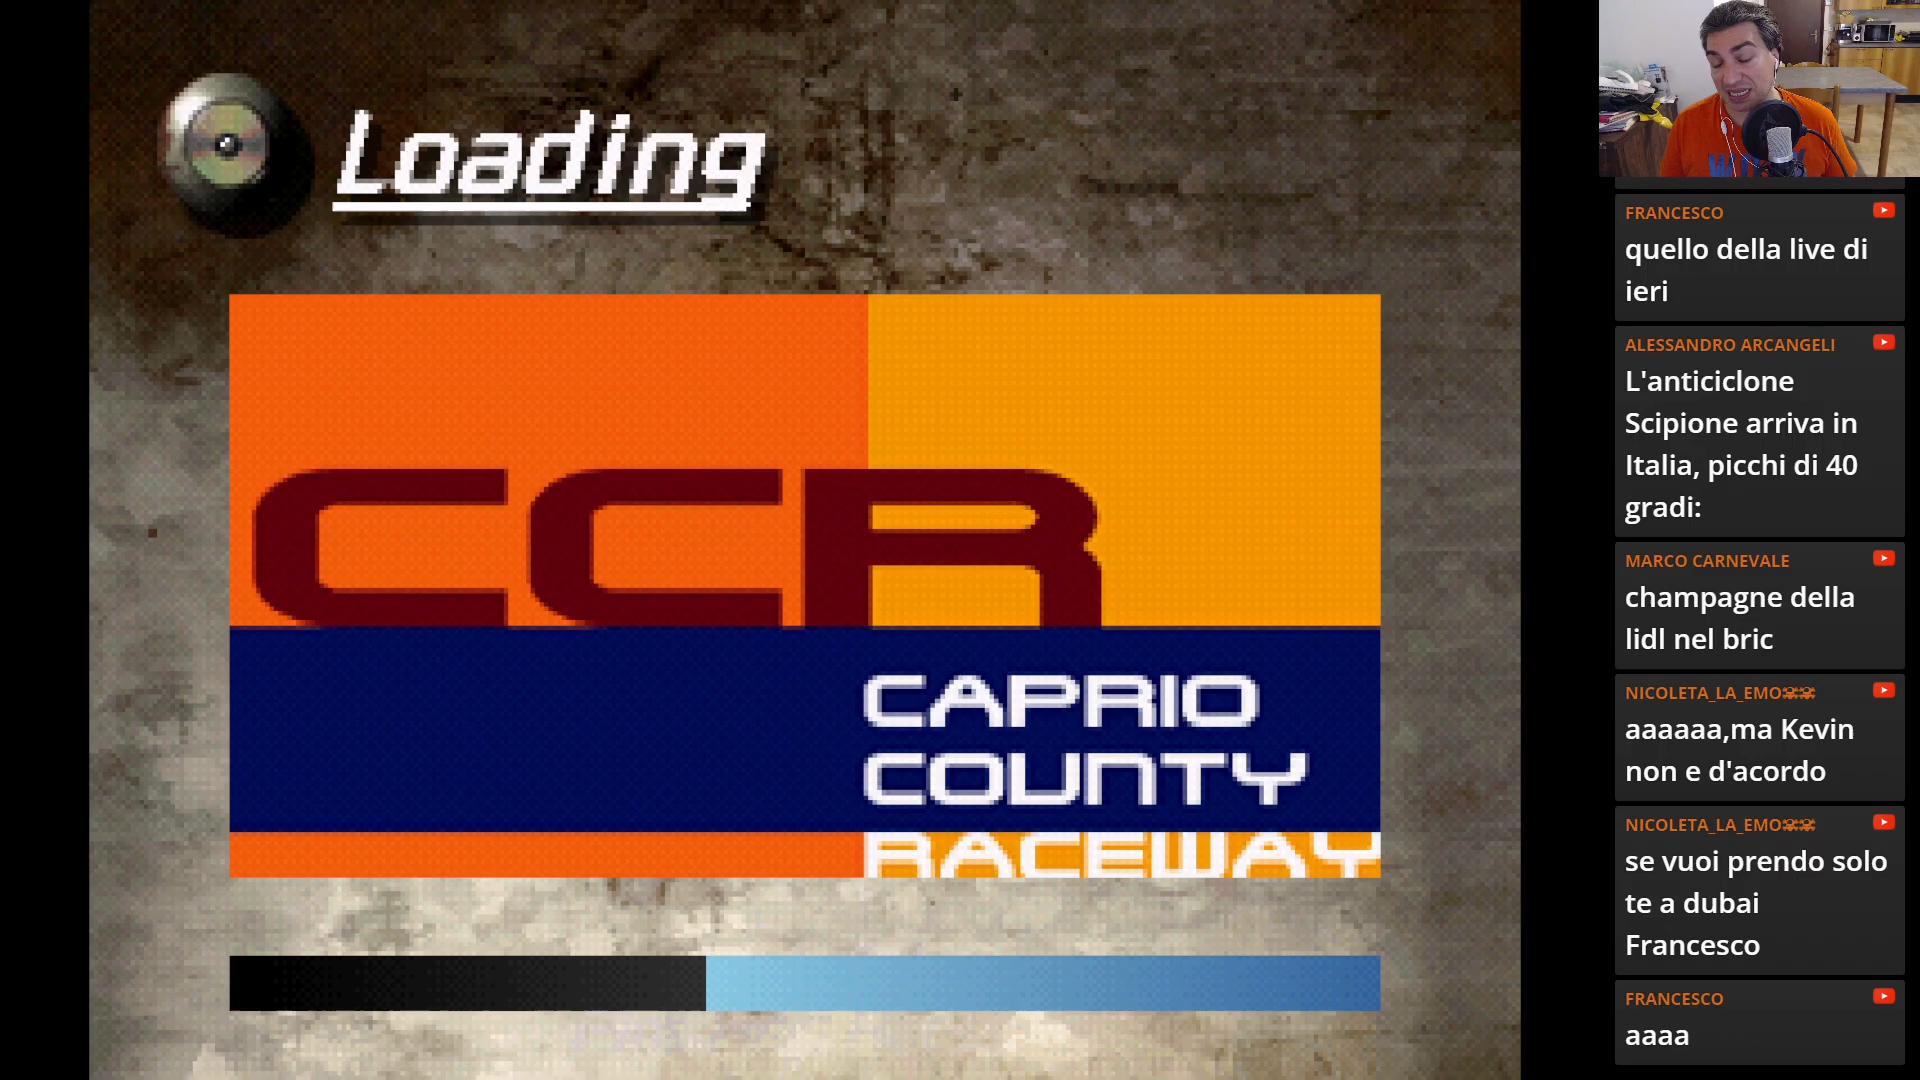 Loading
CCR
CAPRIO
COUNTY
RACEWAY
FRANCESCO
quello della live di
ieri
ALESSANDRO ARCANGELI
L'anticiclone
Scipione arriva in
Italia, picchi di 40
gradi:
MARCO CARNEVALE
champagne della
lidl nel bric
NICOLETA_LA_EMO☠☠
aaaaaa,ma Kevin
non e d'acordo
NICOLETA_LA_EMO☠☠
se vuoi prendo solo
te a dubai
Francesco
FRANCESCO
aaaa